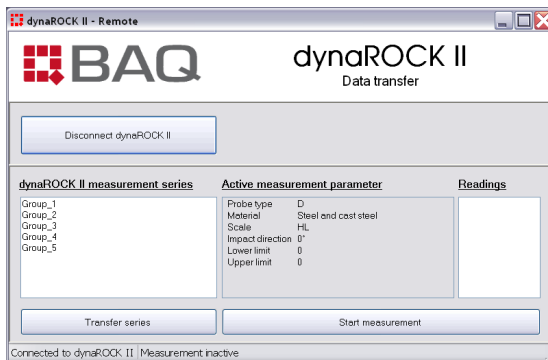 dynaROCK II - Remote
BAQ
dynaROCK II
Data transfer
Disconnect dynaROCK II
dynaROCK II measurement series
Group_1
Group_2
Group_3
Group_4
Group_5
Transfer series
Active measurement parameter
Probe type D
Material Steel and cast steel
Scale HL
Impact direction 0°
Lower limit 0
Upper limit 0
Readings
Start measurement
Connected to dynaROCK II Measurement inactive